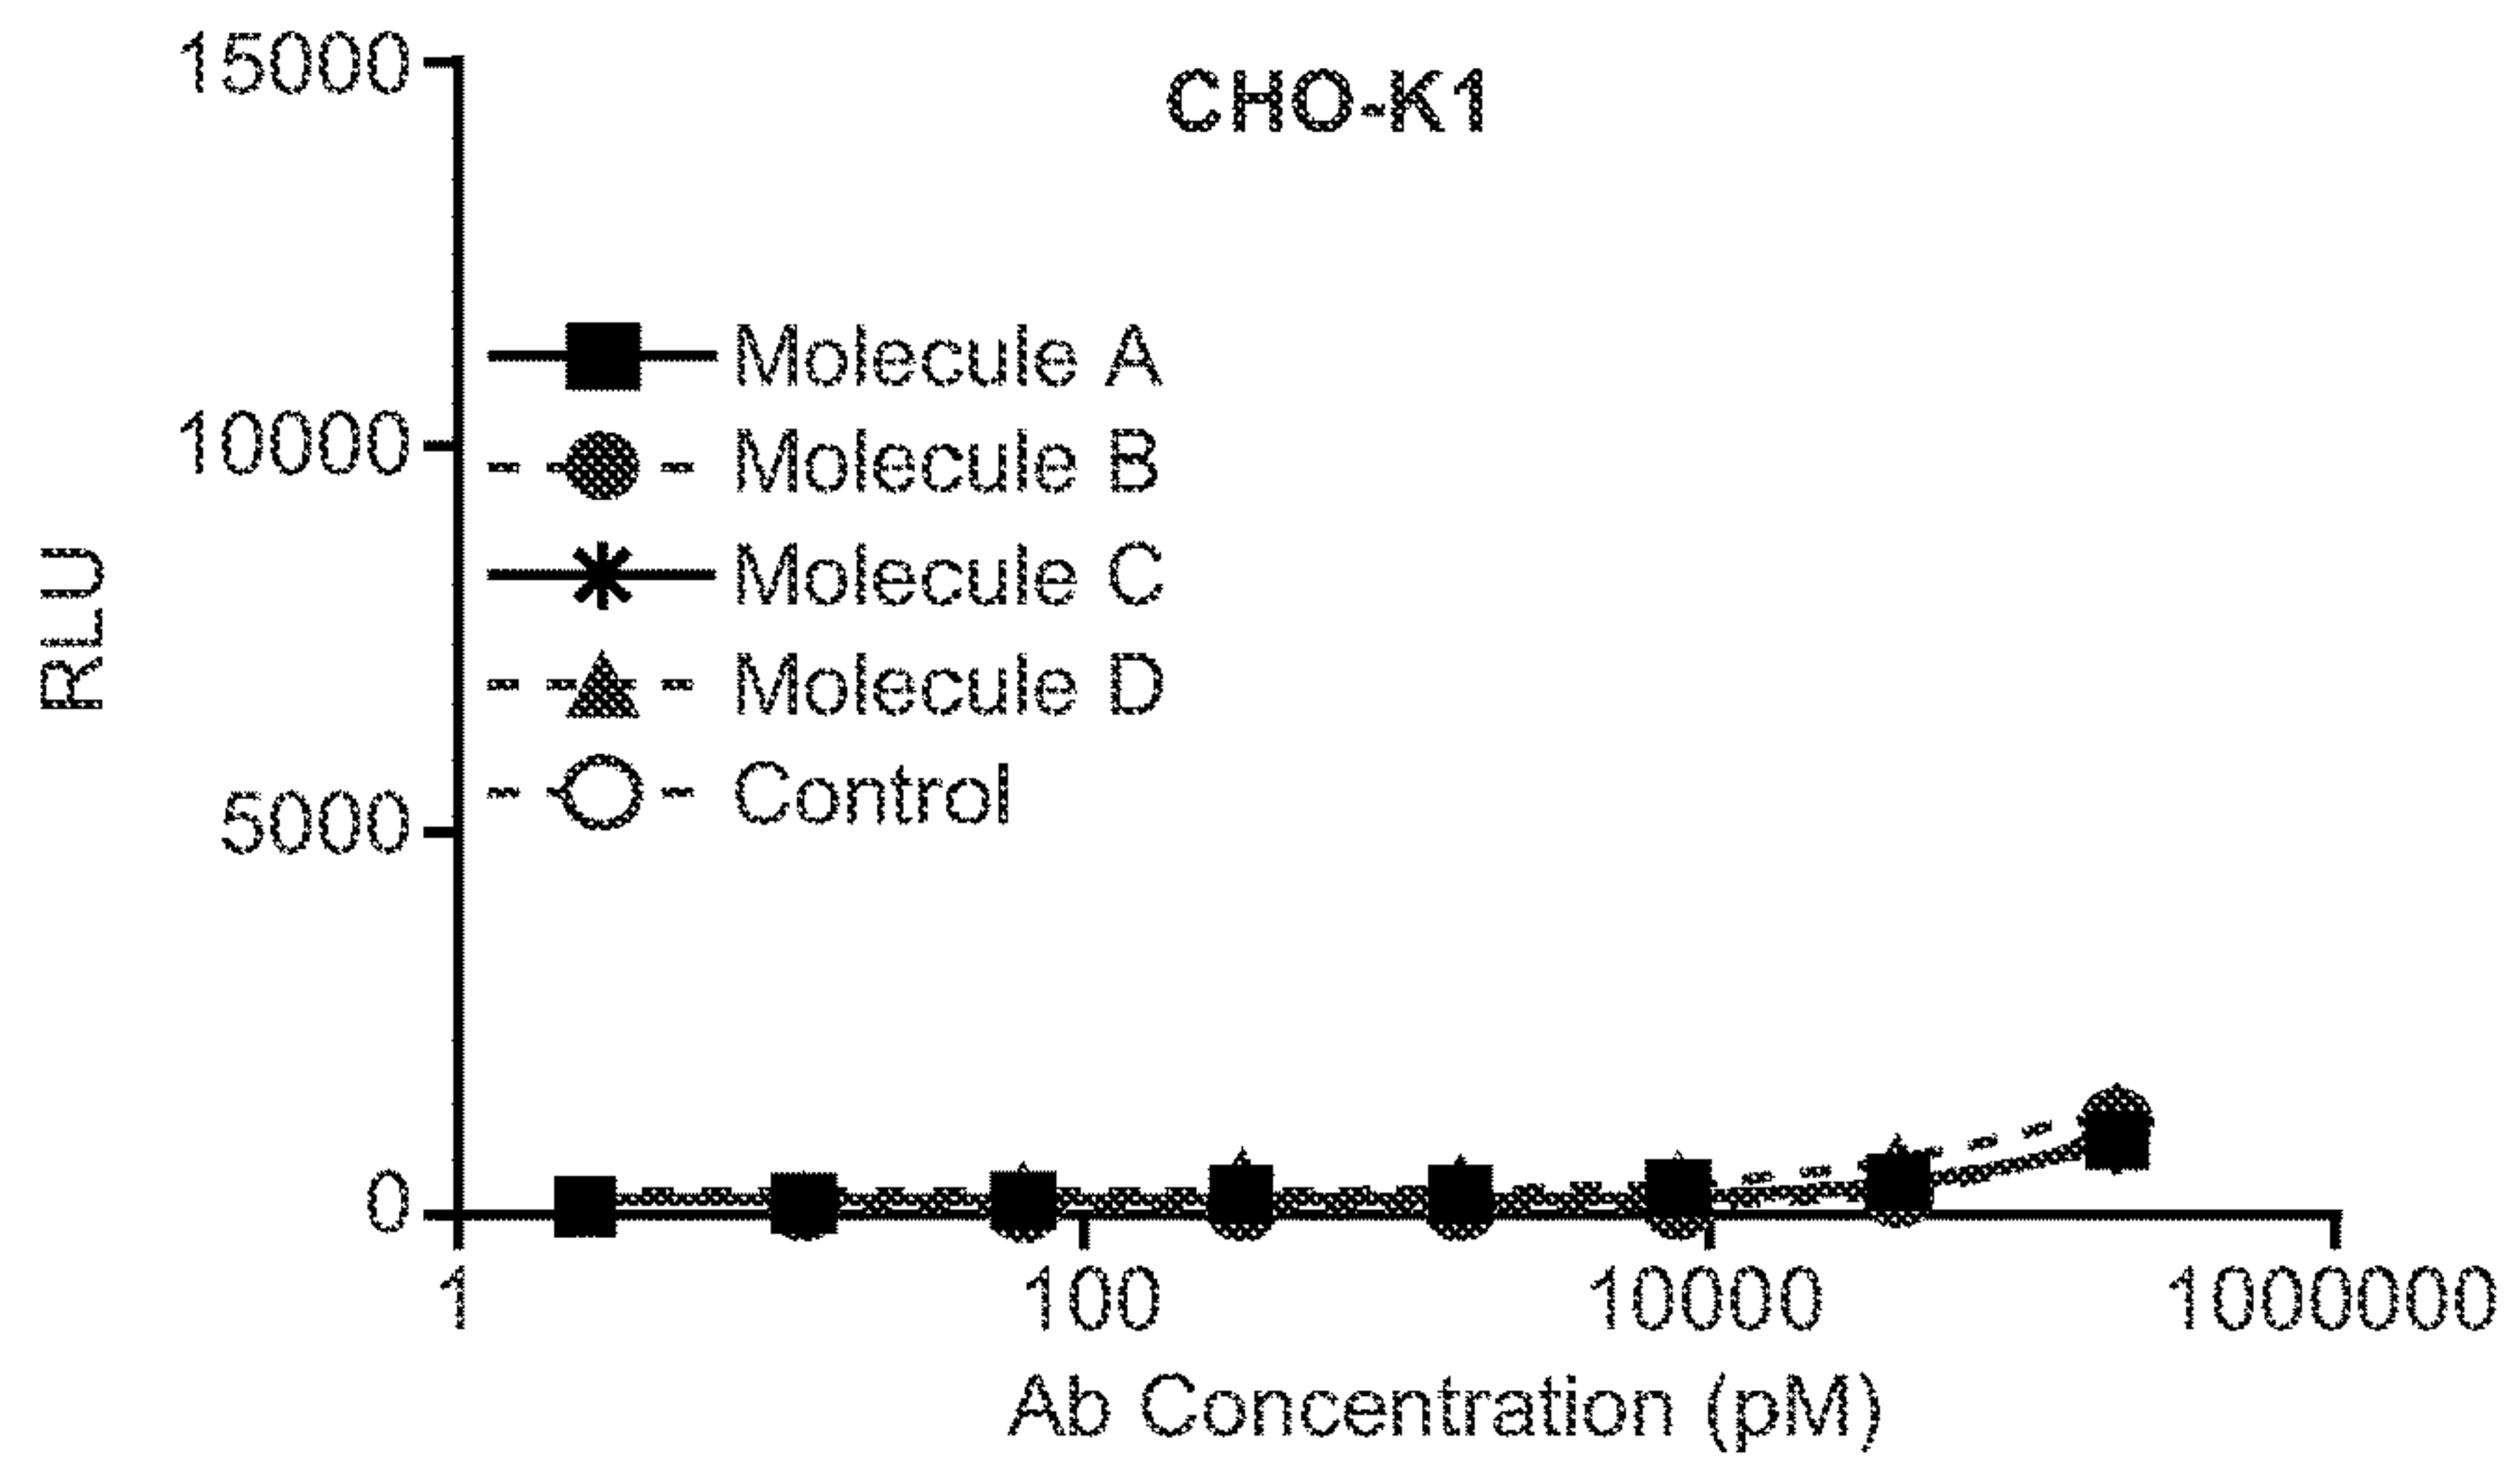 CHO-K1
15000
10000
5000
0
RLU
Molecule A
Molecule B
Molecule C
Molecule D
Control
1
100
10000
1000000
Ab Concentration (pM)